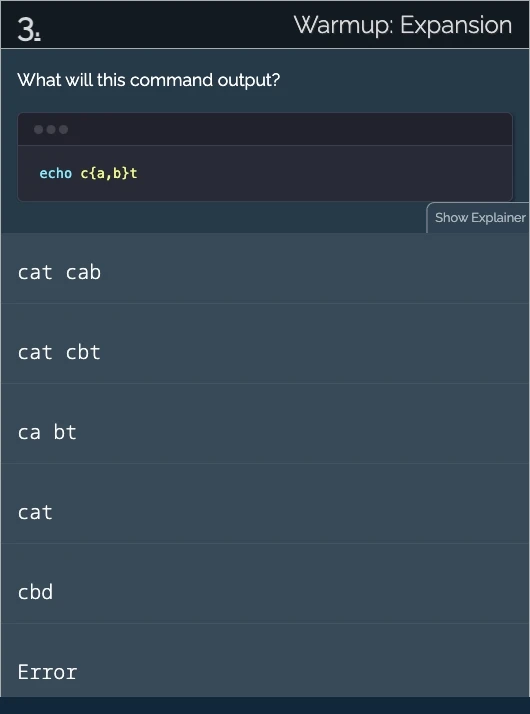 3.
Warmup: Expansion
What will this command output?
echo c{a,b}t
Show Explainer
cat cab
cat cbt
ca bt
cat
cbd
Error